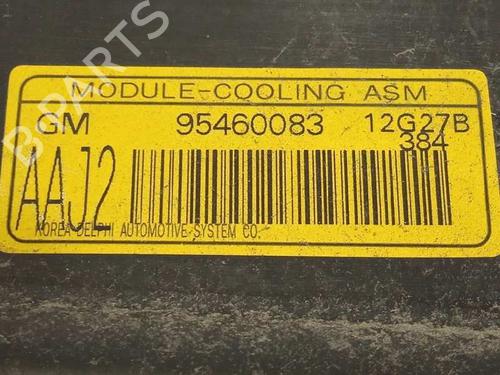 MODULE-COOLING ASM
GM 95460083 12G27B
384
AAJ2
KOREA DELPHI AUTOMOTIVE SYSTEM CO.
B-PARTS